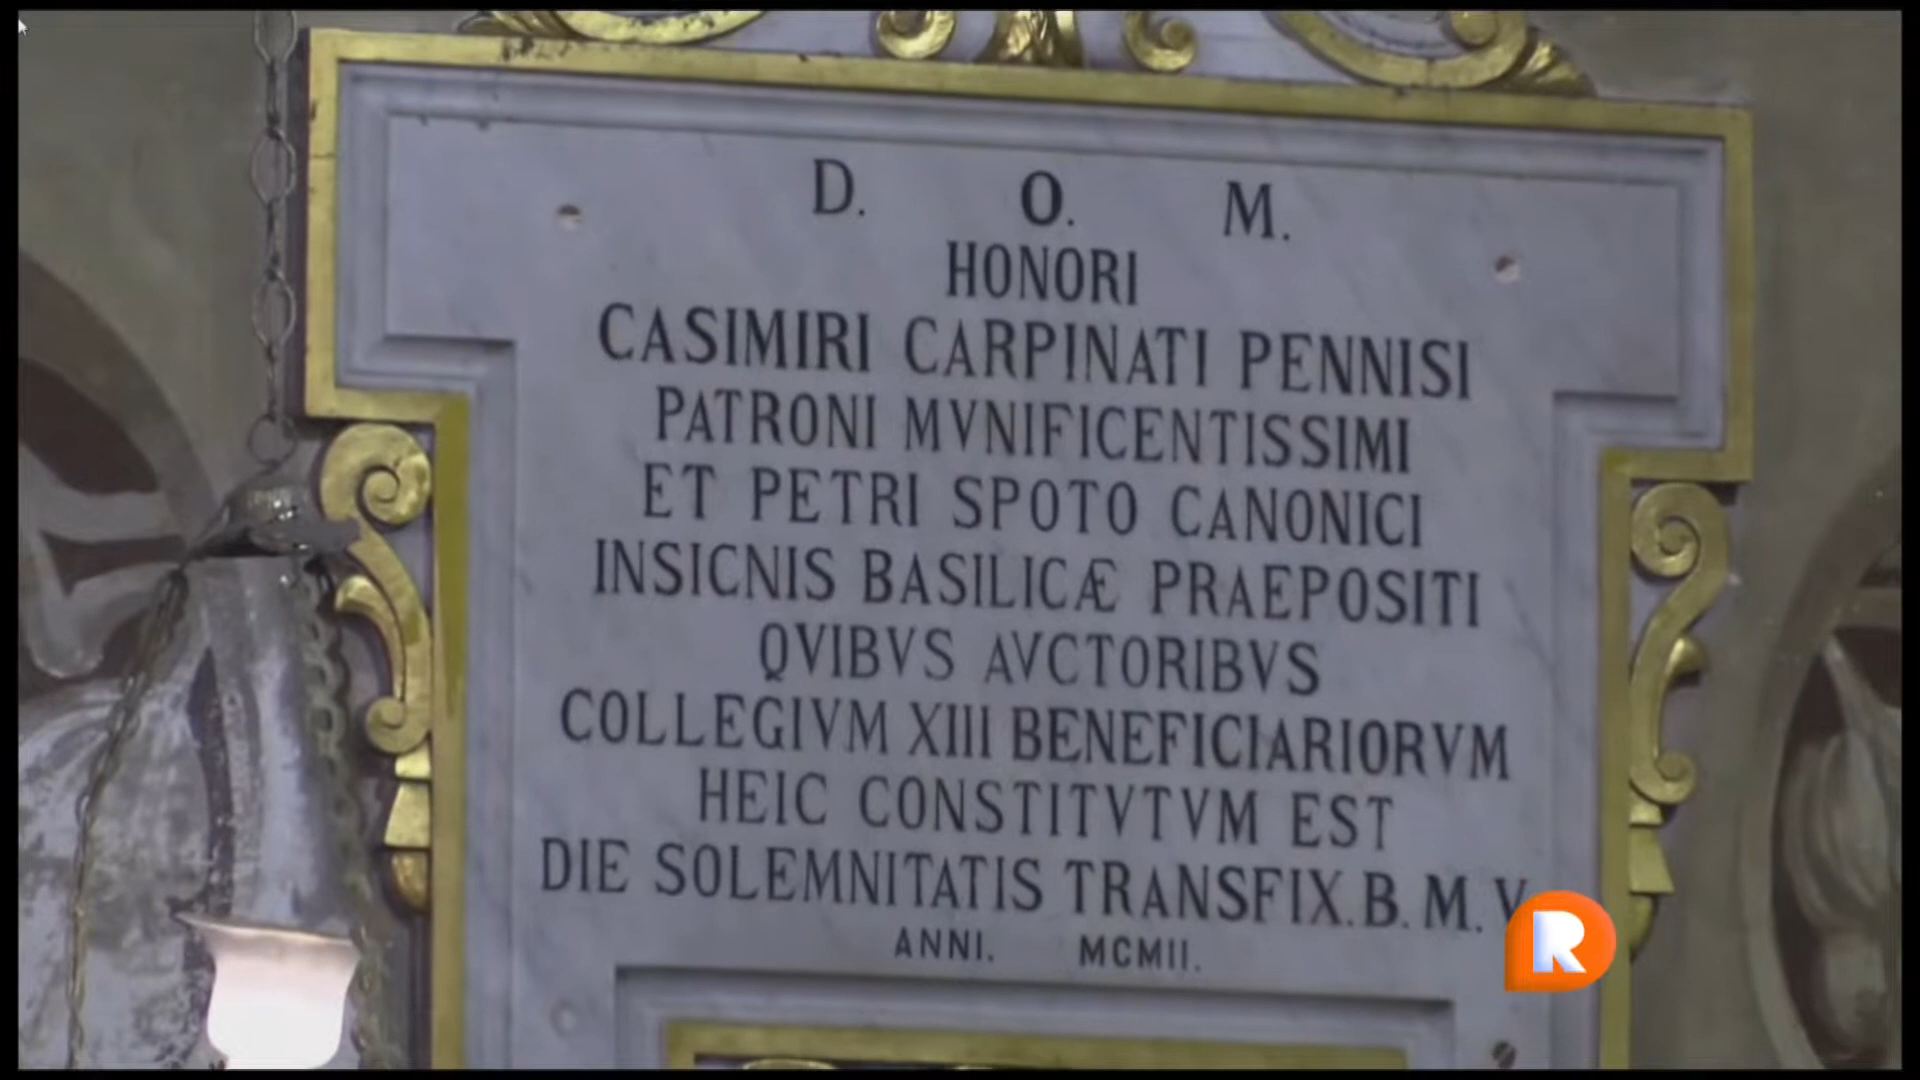 D. O. M.
HONORI
CASIMIRI CARPINATI PENNISI
PATRONI MVNIFICENTISSIMI
ET PETRI SPOTO CANONICI
INSICNIS BASILICÆ PRAEPOSITI
QVIBVS AVCTORIBVS
COLLEGIVM XIII BENEFICIARIORVM
HEIC CONSTITVTVM EST
DIE SOLEMNITATIS TRANSFIX. B. M. V
ANNI. MCMII.
R